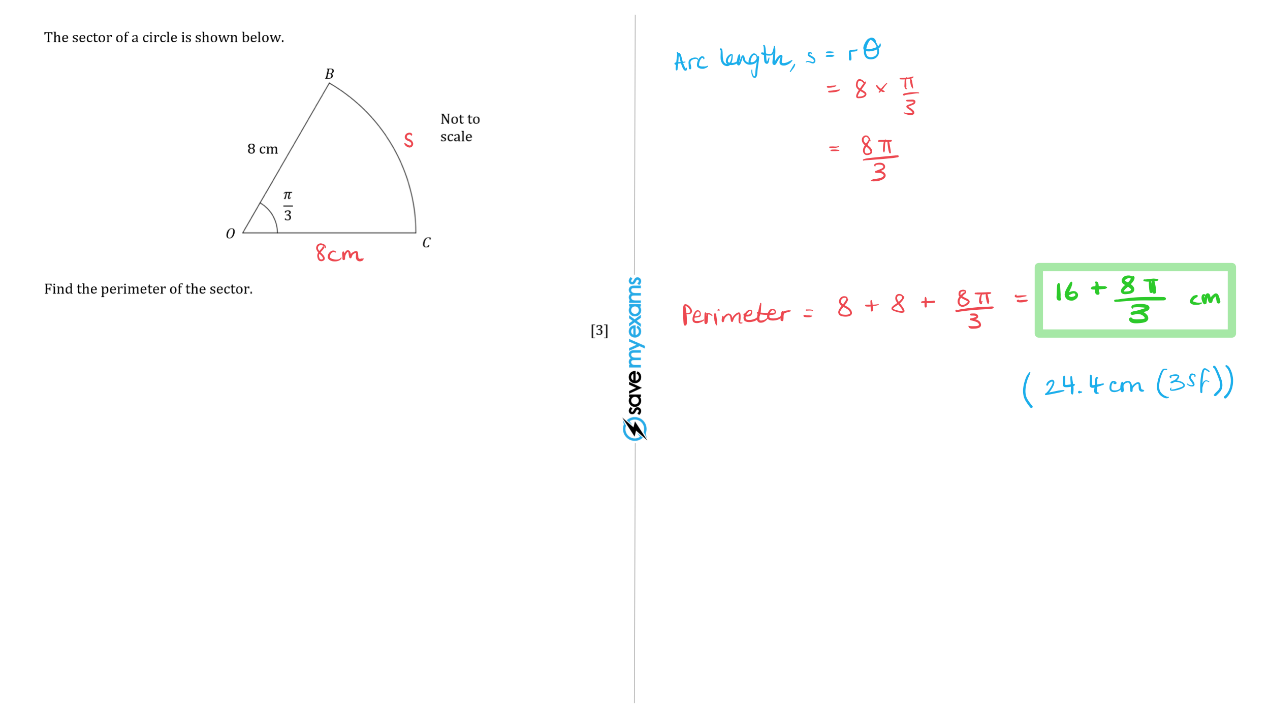 The sector of a circle is shown below.
B
Not to
scale
8 cm
s
π/3
O
C
8cm
Find the perimeter of the sector.
[3]
save my exams
Arc length, s = rθ
= 8 × π/3
= 8π/3
Perimeter = 8 + 8 + 8π/3 = 16 + 8π/3 cm
(24.4cm (3sf))